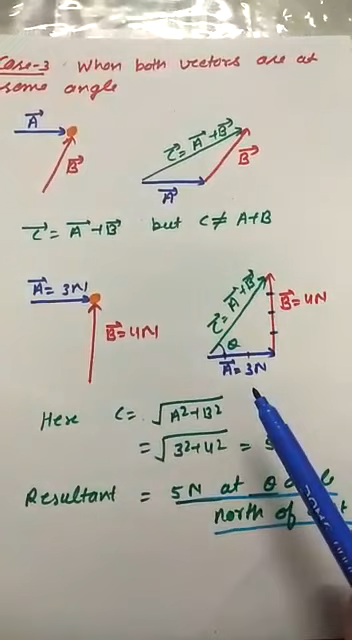 Case-3 When both vectors are at
some angle
A⃗
B⃗
C⃗ = A⃗+B⃗
B⃗
A⃗
C⃗ = A⃗+B⃗ but C ≠ A+B
A⃗ = 3N
B⃗ = 4N
C⃗ = A⃗+B⃗
B⃗ = 4N
θ
A⃗ = 3N
Here C = √A²+B²
= √3²+4² = 5
Resultant = 5N at θ
north of